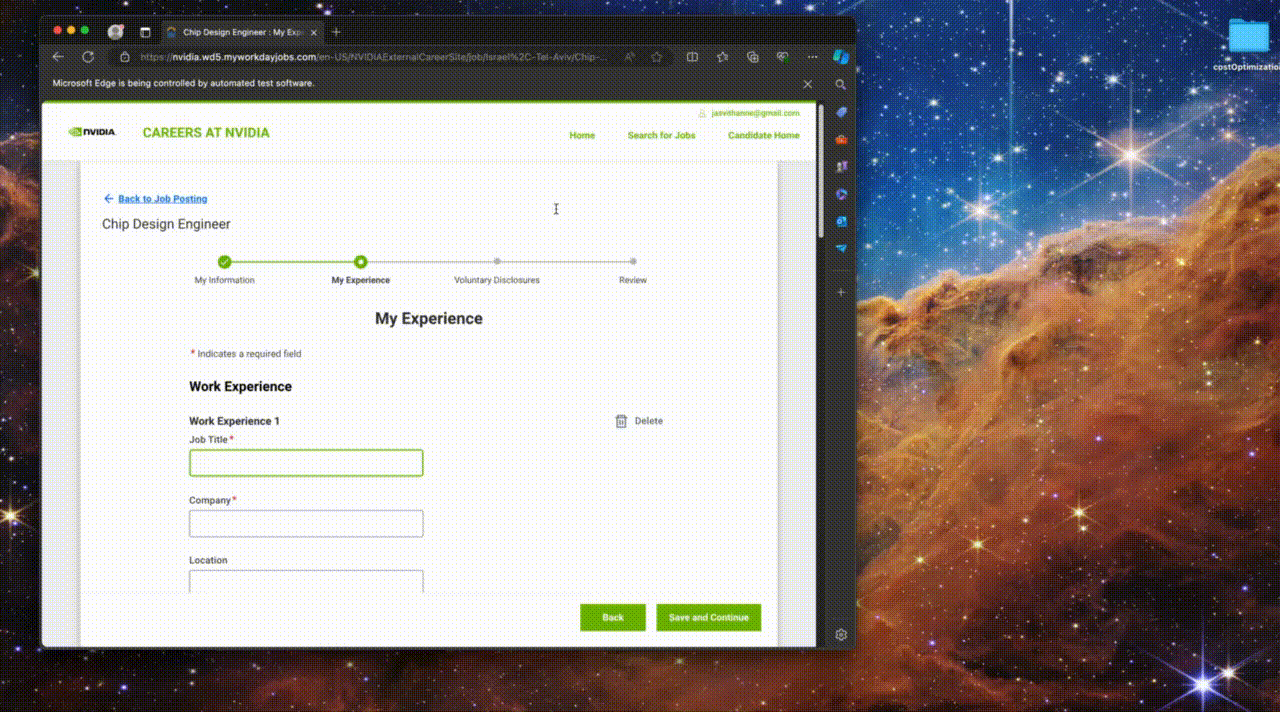 Chip Design Engineer : My Exp
https://nvidia.wd5.myworkdayjobs.com/en-US/NVIDIAExternalCareerSite/job/Israel%2C-Tel-Aviv/Chip-...
Microsoft Edge is being controlled by automated test software.
costOptimizatio
jasvithanne@gmail.com
NVIDIA
CAREERS AT NVIDIA
Home
Search for Jobs
Candidate Home
Back to Job Posting
Chip Design Engineer
My Information
My Experience
Voluntary Disclosures
Review
My Experience
* Indicates a required field
Work Experience
Work Experience 1
Delete
Job Title*
Company*
Location
Back
Save and Continue